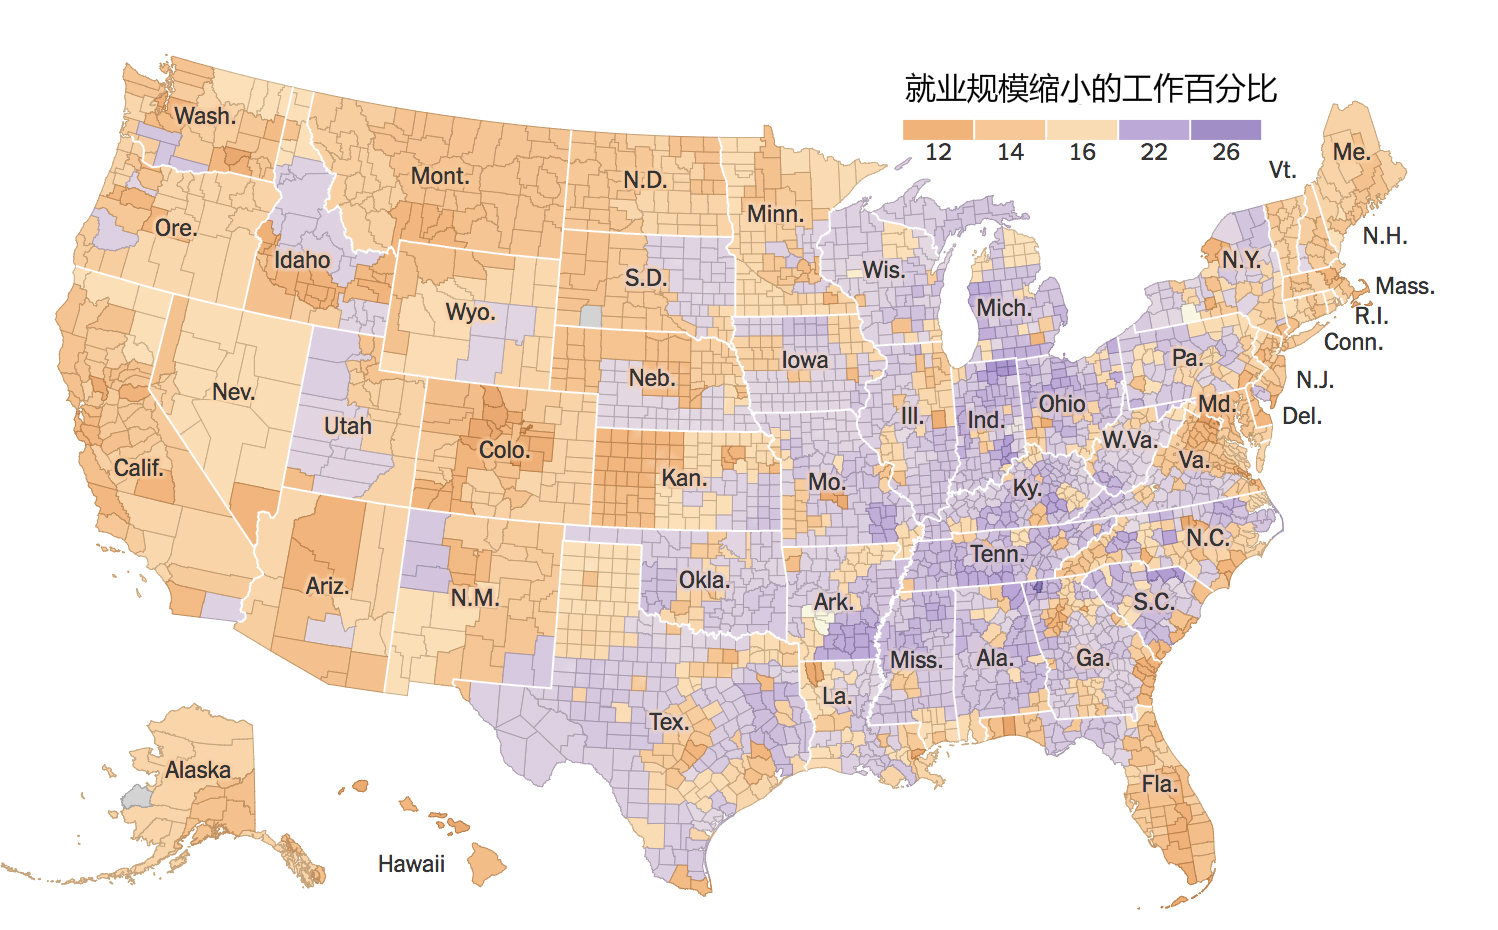 就业规模缩小的工作百分比
12 14 16 22 26
Wash.
Mont.
N.D.
Minn.
Vt.
Me.
Ore.
Idaho
S.D.
Wis.
N.Y.
N.H.
Mass.
Wyo.
Mich.
R.I.
Conn.
Iowa
Pa.
Nev.
Neb.
N.J.
Utah
Ill.
Ind.
Ohio
Md.
Del.
Colo.
W.Va.
Calif.
Kan.
Mo.
Ky.
Va.
Ariz.
N.M.
Okla.
Ark.
Tenn.
N.C.
S.C.
Miss.
Ala.
Ga.
Tex.
La.
Alaska
Fla.
Hawaii